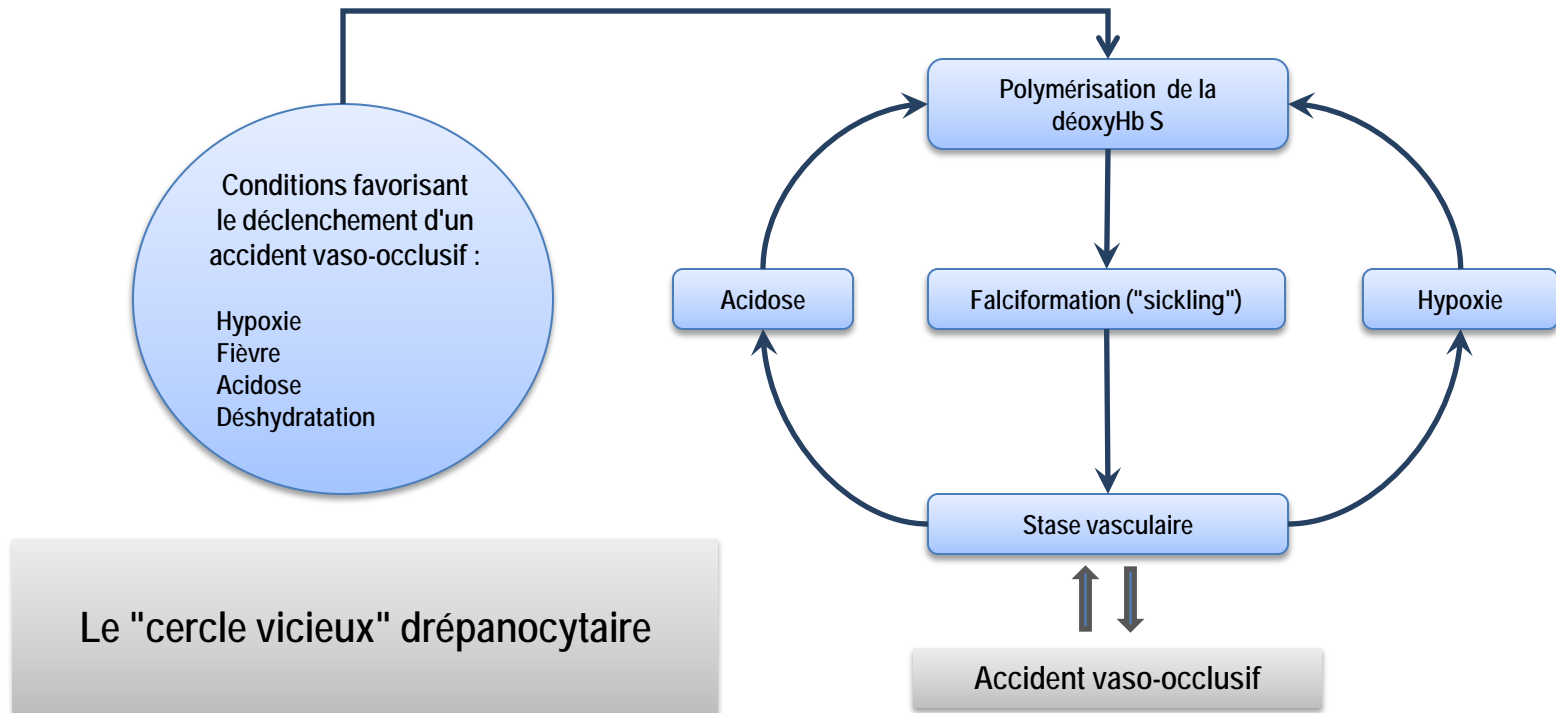 Polymérisation de la
déoxyHb S
Conditions favorisant
le déclenchement d'un
accident vaso-occlusif :
Hypoxie
Fièvre
Acidose
Déshydratation
Acidose
Falciformation ("sickling")
Hypoxie
Stase vasculaire
Le "cercle vicieux" drépanocytaire
Accident vaso-occlusif